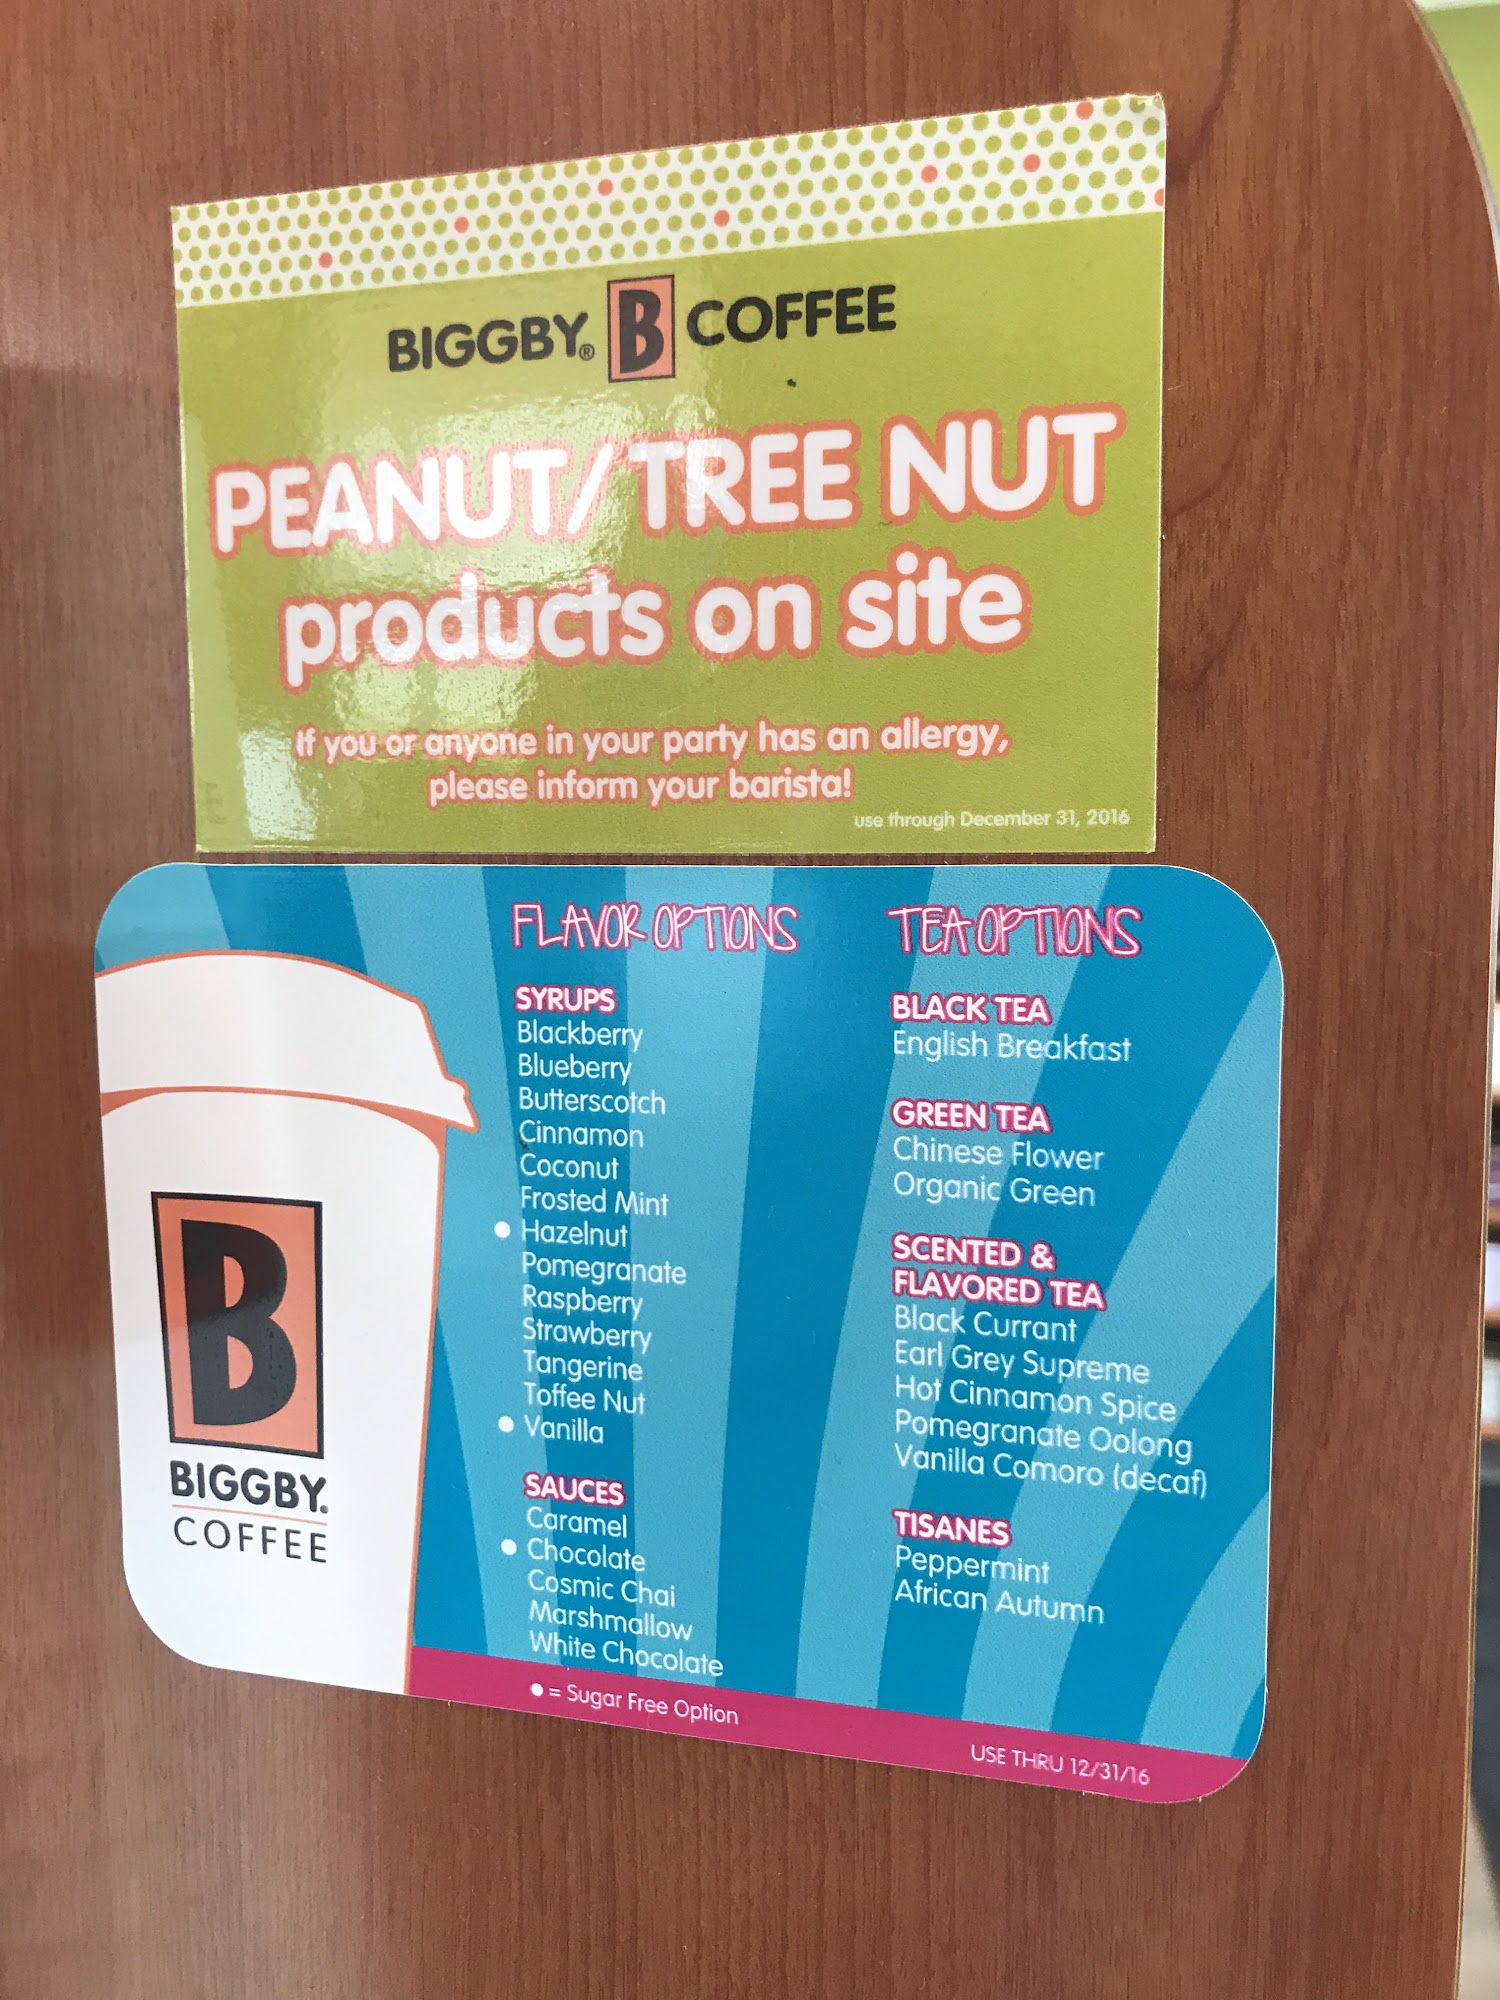 BIGGBY® B COFFEE
PEANUT/TREE NUT
products on site
If you or anyone in your party has an allergy,
please inform your barista!
use through December 31, 2016
B
BIGGBY.
COFFEE
FLAVOR OPTIONS
SYRUPS
Blackberry
Blueberry
Butterscotch
Cinnamon
Coconut
Frosted Mint
● Hazelnut
Pomegranate
Raspberry
Strawberry
Tangerine
Toffee Nut
● Vanilla
SAUCES
Caramel
● Chocolate
Cosmic Chai
Marshmallow
White Chocolate
● = Sugar Free Option
TEA OPTIONS
BLACK TEA
English Breakfast
GREEN TEA
Chinese Flower
Organic Green
SCENTED &
FLAVORED TEA
Black Currant
Earl Grey Supreme
Hot Cinnamon Spice
Pomegranate Oolong
Vanilla Comoro (decaf)
TISANES
Peppermint
African Autumn
USE THRU 12/31/16